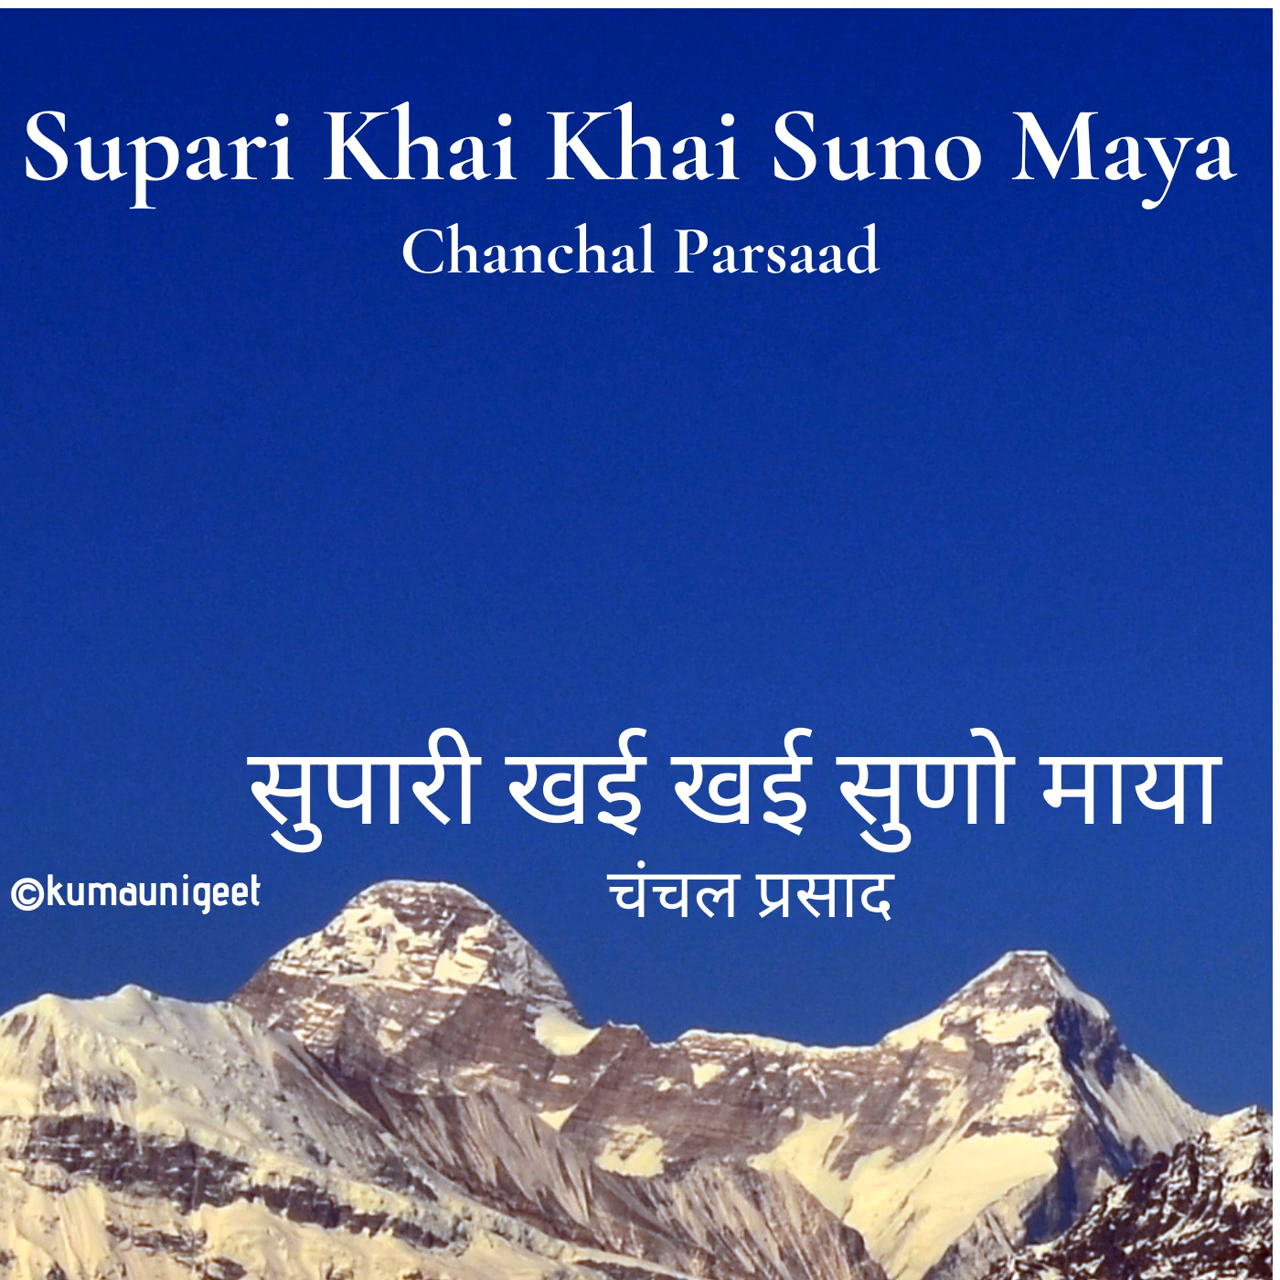 Supari Khai Khai Suno Maya
Chanchal Parsaad
सुपारी खई खई सुणो माया
©kumaunigeet
चंचल प्रसाद